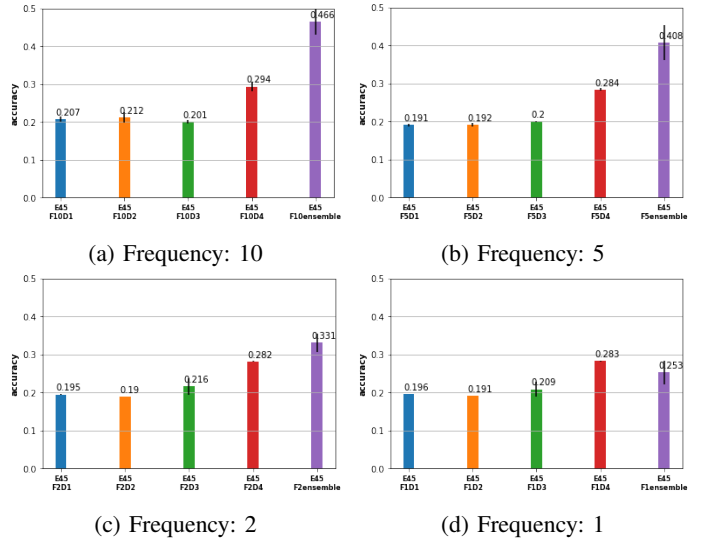 0.5
0.4
0.3
0.2
0.1
0.0
accuracy
0.207
0.212
0.201
0.294
0.466
E45 E45 E45 E45 E45
F10D1 F10D2 F10D3 F10D4 F10ensemble
(a) Frequency: 10
0.5
0.4
0.3
0.2
0.1
0.0
accuracy
0.191
0.192
0.2
0.284
0.408
E45 E45 E45 E45 E45
F5D1 F5D2 F5D3 F5D4 F5ensemble
(b) Frequency: 5
0.5
0.4
0.3
0.2
0.1
0.0
accuracy
0.195
0.19
0.216
0.282
0.331
E45 E45 E45 E45 E45
F2D1 F2D2 F2D3 F2D4 F2ensemble
(c) Frequency: 2
0.5
0.4
0.3
0.2
0.1
0.0
accuracy
0.196
0.191
0.209
0.283
0.253
E45 E45 E45 E45 E45
F1D1 F1D2 F1D3 F1D4 F1ensemble
(d) Frequency: 1